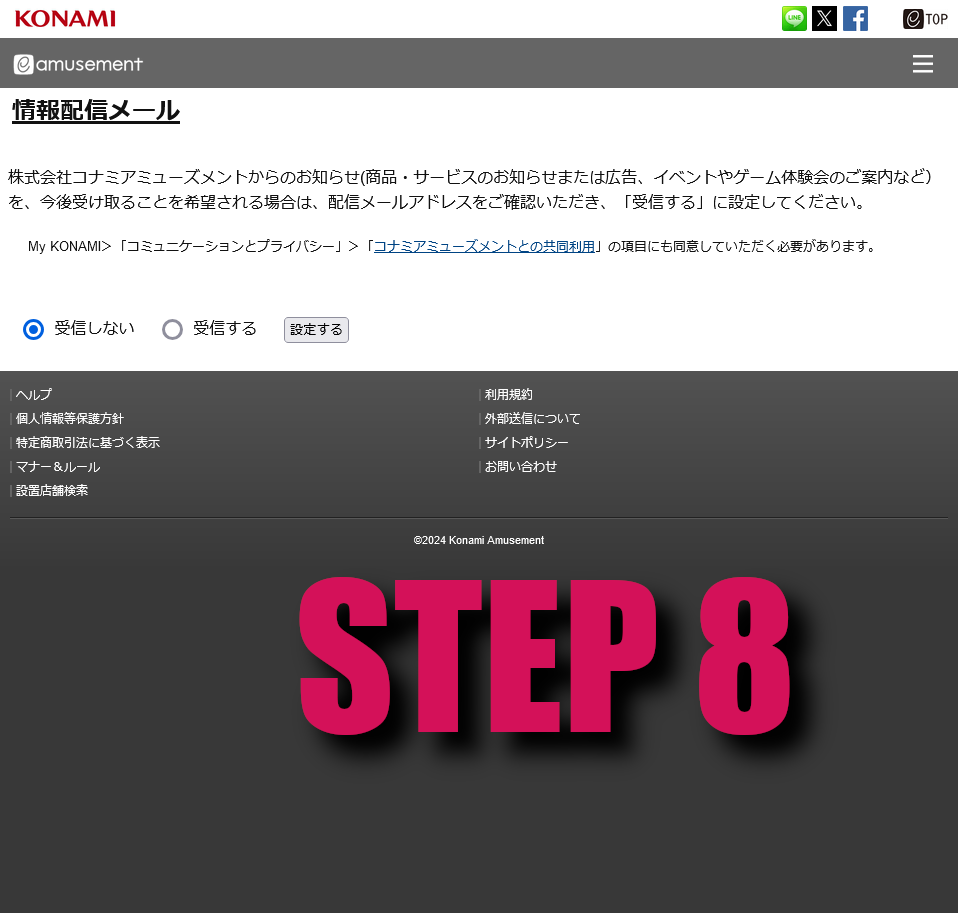 KONAMI
LINE
TOP
e amusement
情報配信メール
株式会社コナミアミューズメントからのお知らせ(商品・サービスのお知らせまたは広告、イベントやゲーム体験会のご案内など）
を、今後受け取ることを希望される場合は、配信メールアドレスをご確認いただき、「受信する」に設定してください。
My KONAMI＞「コミュニケーションとプライバシー」＞「コナミアミューズメントとの共同利用」の項目にも同意していただく必要があります。
受信しない 受信する 設定する
ヘルプ
利用規約
個人情報等保護方針
外部送信について
特定商取引法に基づく表示
サイトポリシー
マナー＆ルール
お問い合わせ
設置店舗検索
©2024 Konami Amusement
STEP 8